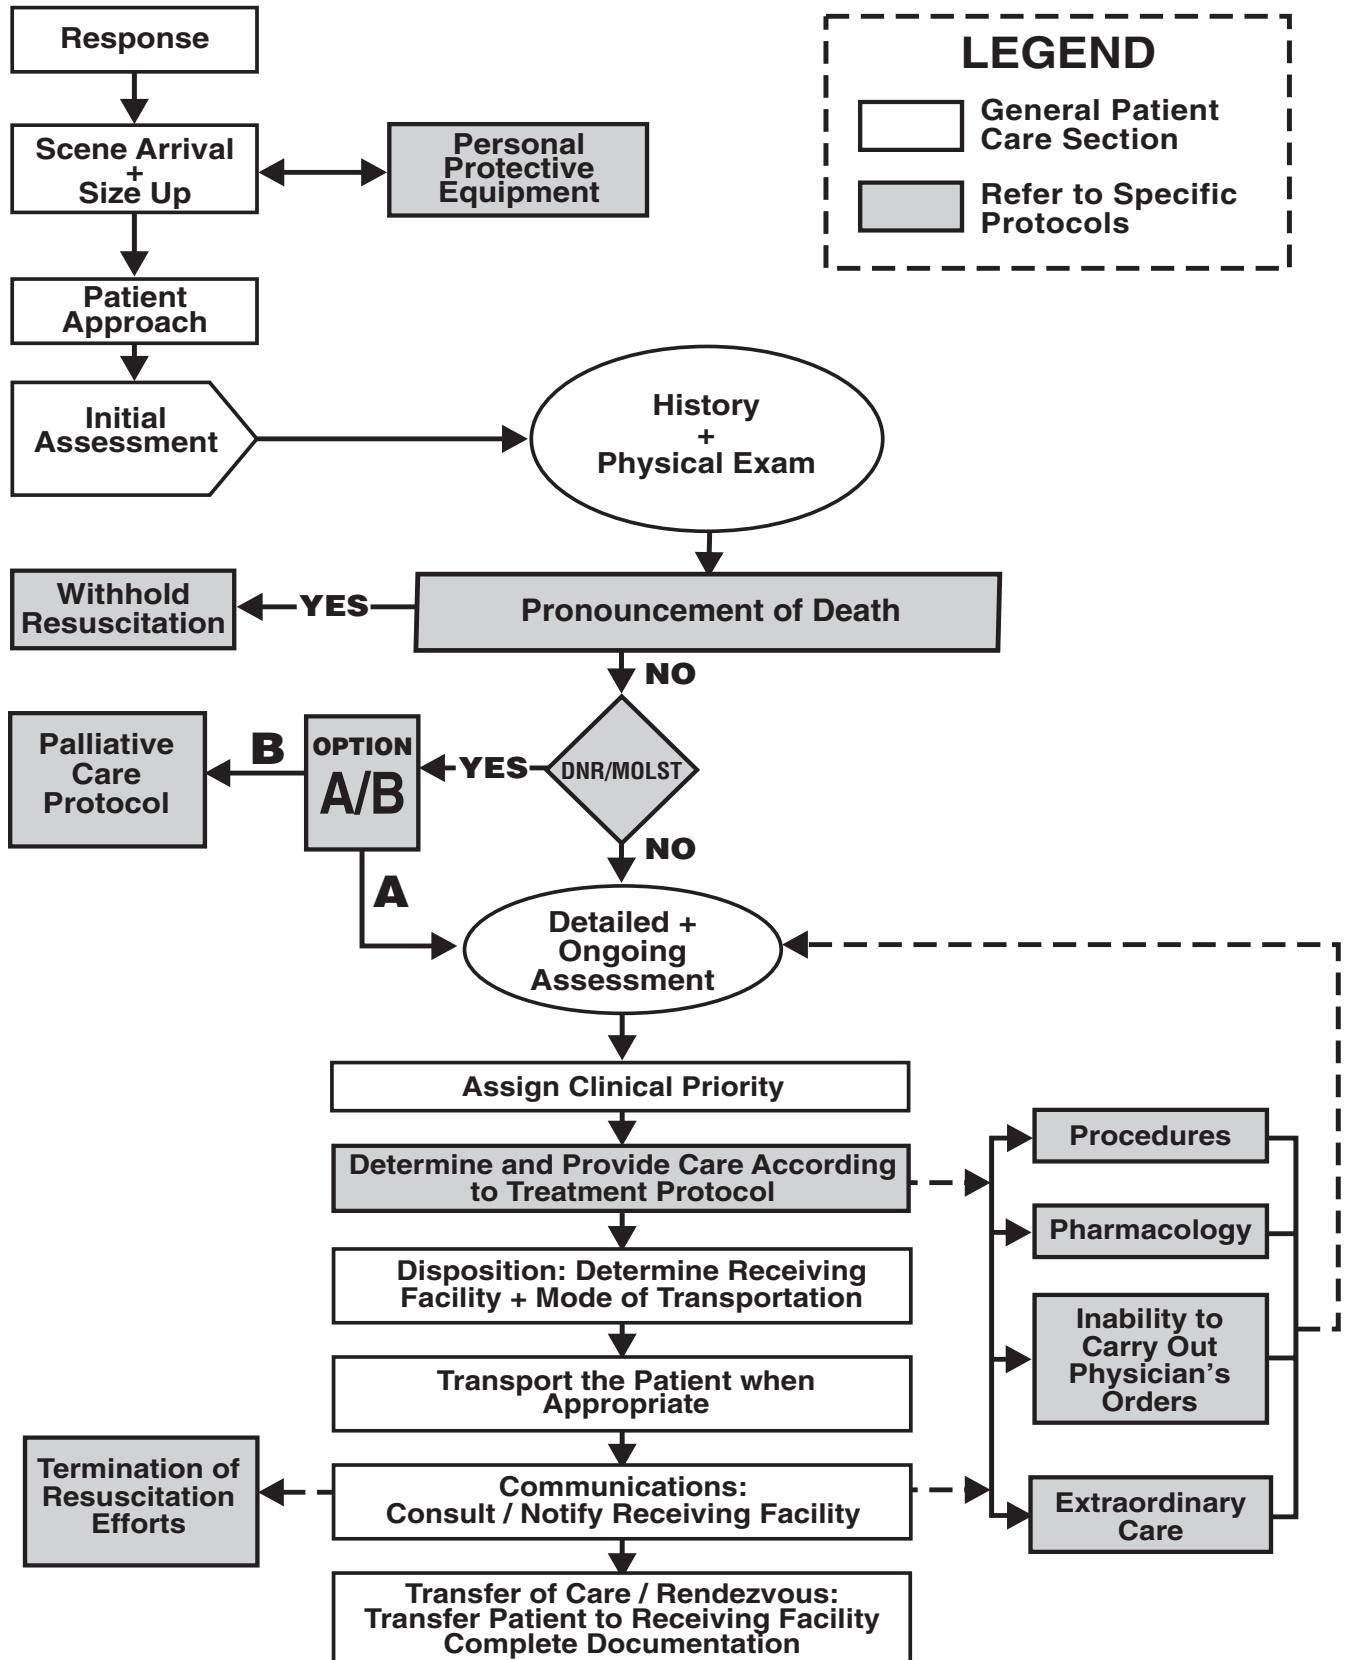 Response
LEGEND
General Patient
Care Section
Refer to Specific
Protocols
Scene Arrival
+
Size Up
Personal
Protective
Equipment
Patient
Approach
Initial
Assessment
History
+
Physical Exam
Withhold
Resuscitation
YES
Pronouncement of Death
NO
Palliative
Care
Protocol
B
OPTION
A/B
YES
DNR/MOLST
NO
A
Detailed +
Ongoing
Assessment
Assign Clinical Priority
Determine and Provide Care According
to Treatment Protocol
Procedures
Pharmacology
Inability to
Carry Out
Physician's
Orders
Extraordinary
Care
Disposition: Determine Receiving
Facility + Mode of Transportation
Transport the Patient when
Appropriate
Termination of
Resuscitation
Efforts
Communications:
Consult / Notify Receiving Facility
Transfer of Care / Rendezvous:
Transfer Patient to Receiving Facility
Complete Documentation